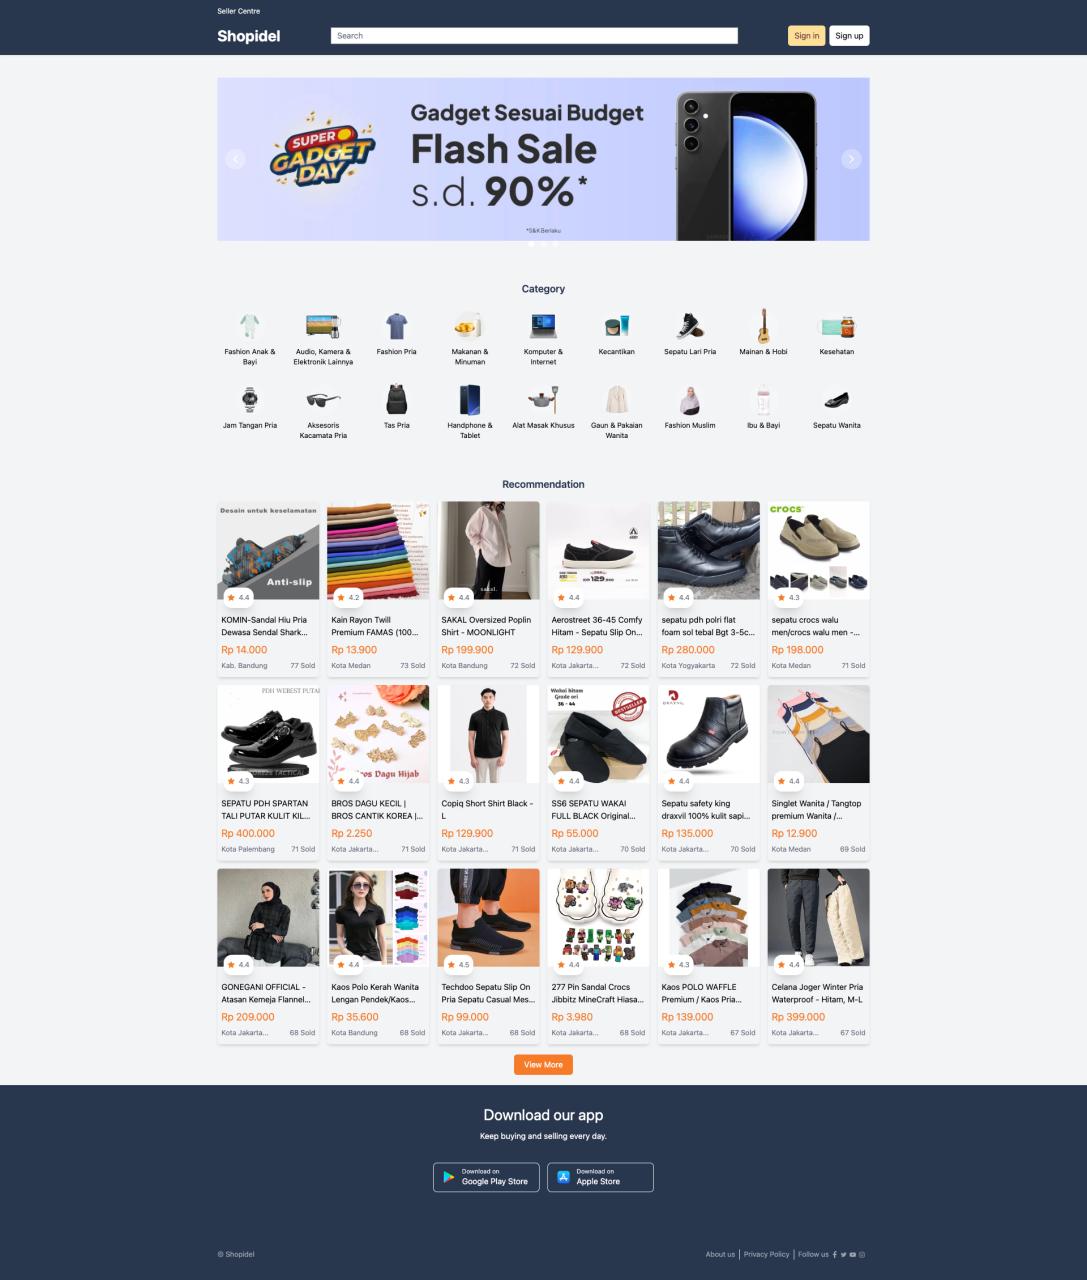 Seller Centre
Shopidel
Search
Sign in
Sign up
SUPER
GADGET
DAY
Gadget Sesuai Budget
Flash Sale
s.d. 90%*
*S&K Berlaku
Category
Fashion Anak &
Bayi
Audio, Kamera &
Elektronik Lainnya
Fashion Pria
Makanan &
Minuman
Komputer &
Internet
Kecantikan
Sepatu Lari Pria
Mainan & Hobi
Kesehatan
Jam Tangan Pria
Aksesoris
Kacamata Pria
Tas Pria
Handphone &
Tablet
Alat Masak Khusus
Gaun & Pakaian
Wanita
Fashion Muslim
Ibu & Bayi
Sepatu Wanita
Recommendation
Desain untuk keselamatan
Anti-slip
4.4
KOMIN-Sandal Hiu Pria
Dewasa Sendal Shark...
Rp 14.000
Kab. Bandung 77 Sold
4.2
Kain Rayon Twill
Premium FAMAS (100...
Rp 13.900
Kota Medan 73 Sold
sakal.
4.4
SAKAL Oversized Poplin
Shirt - MOONLIGHT
Rp 199.900
Kota Bandung 72 Sold
129.900
4.4
Aerostreet 36-45 Comfy
Hitam - Sepatu Slip On...
Rp 129.900
Kota Jakarta... 72 Sold
4.4
sepatu pdh polri flat
foam sol tebal Bgt 3-5c...
Rp 280.000
Kota Yogyakarta 72 Sold
crocs
4.3
sepatu crocs walu
men/crocs walu men -...
Rp 198.000
Kota Medan 71 Sold
PDH WEBEST PUTAI
TACTICAL
4.3
SEPATU PDH SPARTAN
TALI PUTAR KULIT KIL...
Rp 400.000
Kota Palembang 71 Sold
Bros Dagu Hijab
4.4
BROS DAGU KECIL |
BROS CANTIK KOREA |...
Rp 2.250
Kota Jakarta... 71 Sold
4.3
Copiq Short Shirt Black -
L
Rp 129.900
Kota Jakarta... 71 Sold
Wakai hitam
Grade ori
36 - 44
BESTSELLER
4.4
SS6 SEPATU WAKAI
FULL BLACK Original...
Rp 55.000
Kota Jakarta... 70 Sold
DRAXVIL
4.4
Sepatu safety king
draxvil 100% kulit sapi...
Rp 135.000
Kota Jakarta... 70 Sold
4.4
Singlet Wanita / Tangtop
premium Wanita /...
Rp 12.900
Kota Medan 69 Sold
4.4
GONEGANI OFFICIAL -
Atasan Kemeja Flannel...
Rp 209.000
Kota Jakarta... 68 Sold
4.4
Kaos Polo Kerah Wanita
Lengan Pendek/Kaos...
Rp 35.600
Kota Bandung 68 Sold
4.5
Techdoo Sepatu Slip On
Pria Sepatu Casual Mes...
Rp 99.000
Kota Jakarta... 68 Sold
4.4
277 Pin Sandal Crocs
Jibbitz MineCraft Hiasa...
Rp 3.980
Kota Jakarta... 68 Sold
4.3
Kaos POLO WAFFLE
Premium / Kaos Pria...
Rp 139.000
Kota Jakarta... 67 Sold
4.4
Celana Joger Winter Pria
Waterproof - Hitam, M-L
Rp 399.000
Kota Jakarta... 67 Sold
View More
Download our app
Keep buying and selling every day.
Download on
Google Play Store
Download on
Apple Store
© Shopidel
About us
Privacy Policy
Follow us